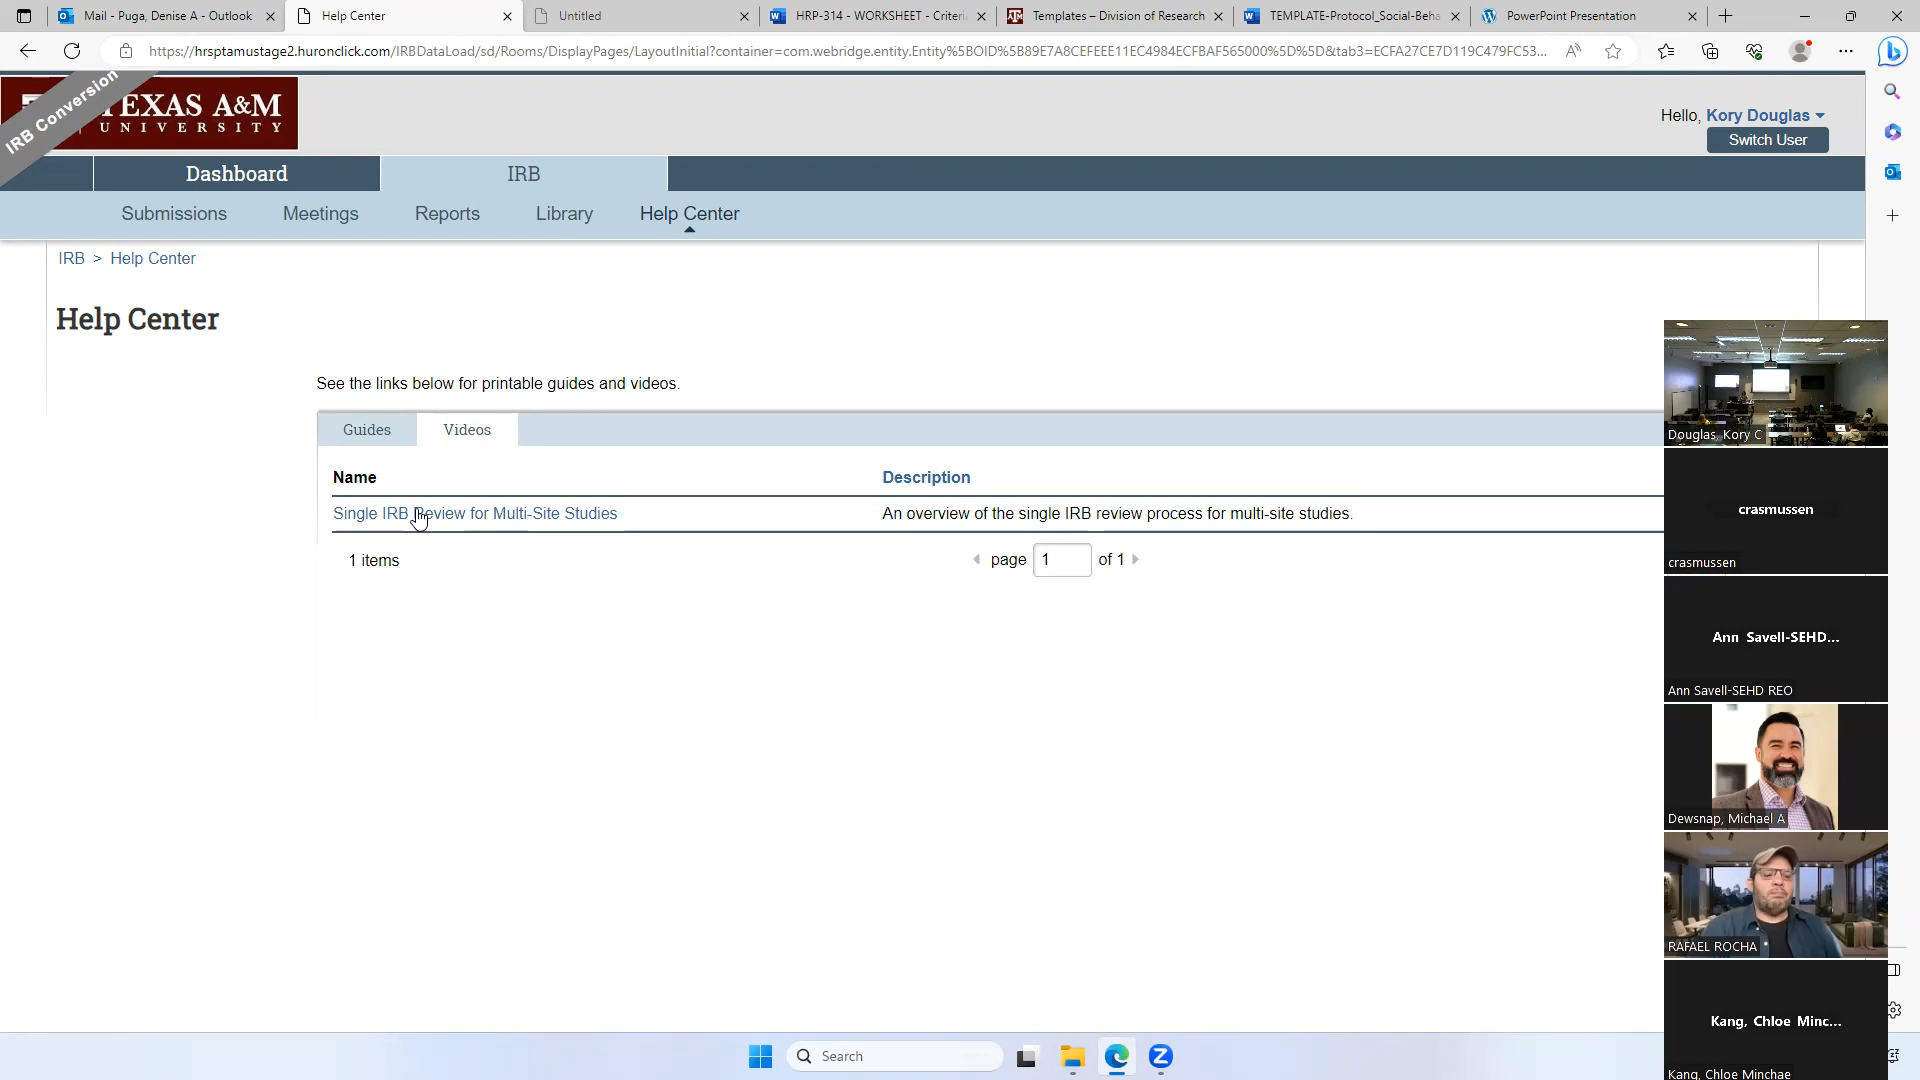 Mail - Puga, Denise A - Outlook
Help Center
Untitled
HRP-314 - WORKSHEET - Criteri
Templates – Division of Research
TEMPLATE-Protocol_Social-Beha
PowerPoint Presentation
https://hrsptamustage2.huronclick.com/IRBDataLoad/sd/Rooms/DisplayPages/LayoutInitial?container=com.webridge.entity.Entity%5BOID%5B89E7A8CEFEEE11EC4984ECFBAF565000%5D%5D&tab3=ECFA27CE7D119C479FC53...
IRB Conversion
TEXAS A&M
UNIVERSITY
Hello, Kory Douglas
Switch User
Dashboard
IRB
Submissions
Meetings
Reports
Library
Help Center
IRB > Help Center
Help Center
See the links below for printable guides and videos.
Guides
Videos
Name
Description
Single IRB Review for Multi-Site Studies
An overview of the single IRB review process for multi-site studies.
1 items
page 1 of 1
Douglas, Kory C
crasmussen
crasmussen
Ann Savell-SEHD...
Ann Savell-SEHD REO
Dewsnap, Michael A
RAFAEL ROCHA
Kang, Chloe Minc...
Kang, Chloe Minchae
Search